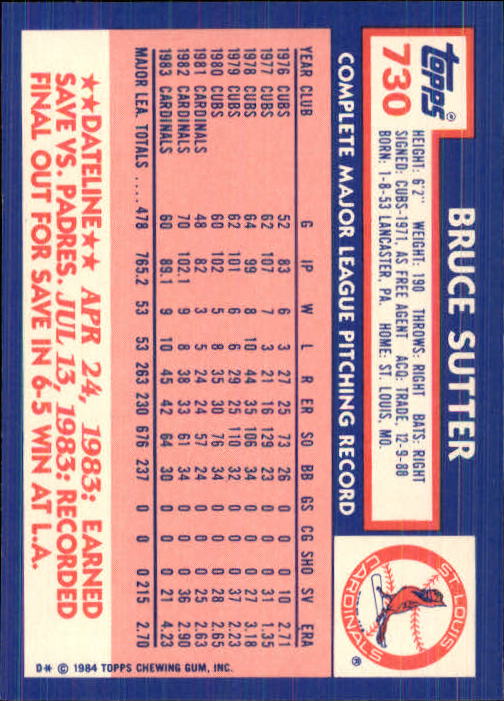 topps®
730
BRUCE SUTTER
HEIGHT: 6'2" WEIGHT: 190 THROWS: RIGHT BATS: RIGHT
SIGNED: CUBS-1971, AS FREE AGENT ACQ: TRADE, 12-9-88
BORN: 1-8-53 LANCASTER, PA. HOME: ST. LOUIS, MO.
ST. LOUIS
CARDINALS
®
COMPLETE MAJOR LEAGUE PITCHING RECORD
YEAR CLUB G IP W L R ER SO BB GS CG SHO SV ERA
1976 CUBS 52 83 6 3 27 25 73 26 0 0 0 10 2.71
1977 CUBS 62 107 7 3 21 16 129 23 0 0 0 31 1.35
1978 CUBS 64 99 8 10 44 35 106 34 0 0 0 27 3.18
1979 CUBS 62 101 6 6 29 25 110 32 0 0 0 37 2.23
1980 CUBS 60 102 5 8 35 30 76 34 0 0 0 28 2.65
1981 CARDINALS 48 82 3 5 24 24 57 24 0 0 0 25 2.63
1982 CARDINALS 70 102.1 9 8 38 33 61 34 0 0 0 36 2.90
1983 CARDINALS 60 89.1 9 10 45 42 64 30 0 0 0 21 4.23
MAJOR LEA. TOTALS .... 478 765.2 53 53 263 230 676 237 0 0 0 215 2.70
★★DATELINE★★ APR 24, 1983: EARNED
SAVE VS. PADRES. JUL 13, 1983: RECORDED
FINAL OUT FOR SAVE IN 6-5 WIN AT L.A.
D* © 1984 TOPPS CHEWING GUM, INC.